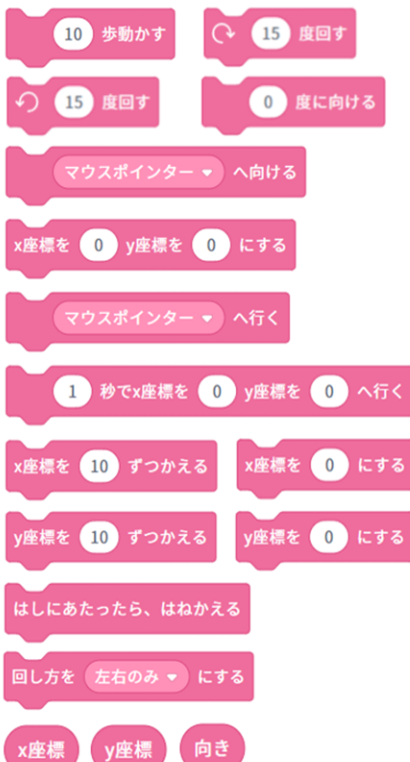 10 歩動かす
15 度回す
15 度回す
0 度に向ける
マウスポインター へ向ける
x座標を 0 y座標を 0 にする
マウスポインター へ行く
1 秒でx座標を 0 y座標を 0 へ行く
x座標を 10 ずつかえる
x座標を 0 にする
y座標を 10 ずつかえる
y座標を 0 にする
はしにあたったら、はねかえる
回し方を 左右のみ にする
x座標
y座標
向き